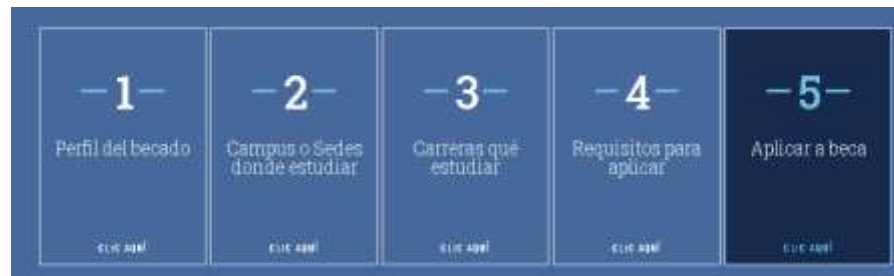 -1-
Perfil del becado
CLIC AQUÍ
-2-
Campus o Sedes
donde estudiar
CLIC AQUÍ
-3-
Carreras qué
estudiar
CLIC AQUÍ
-4-
Requisitos para
aplicar
CLIC AQUÍ
-5-
Aplicar a beca
CLIC AQUÍ